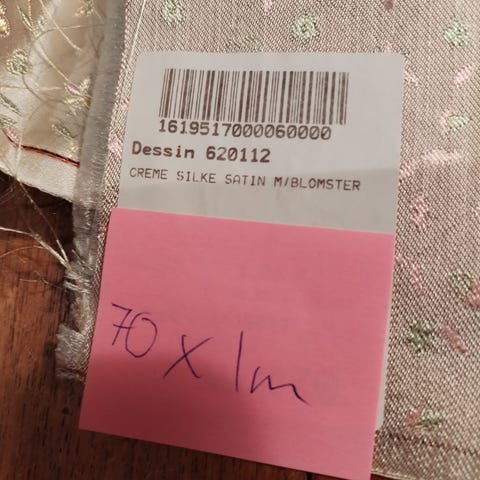 1619517000060000
Dessin 620112
CREME SILKE SATIN M/BLOMSTER
70 x 1m